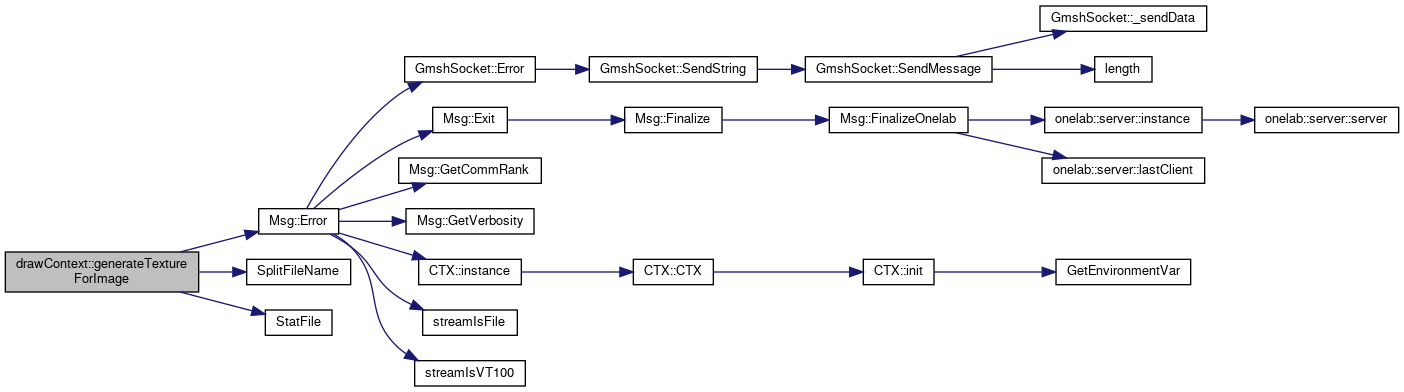 drawContext::generateTexture
ForImage
Msg::Error
SplitFileName
StatFile
GmshSocket::Error
Msg::Exit
Msg::GetCommRank
Msg::GetVerbosity
CTX::instance
streamIsFile
streamIsVT100
GmshSocket::SendString
Msg::Finalize
CTX::CTX
GmshSocket::SendMessage
Msg::FinalizeOnelab
CTX::init
GmshSocket::_sendData
length
onelab::server::instance
onelab::server::lastClient
GetEnvironmentVar
onelab::server::server